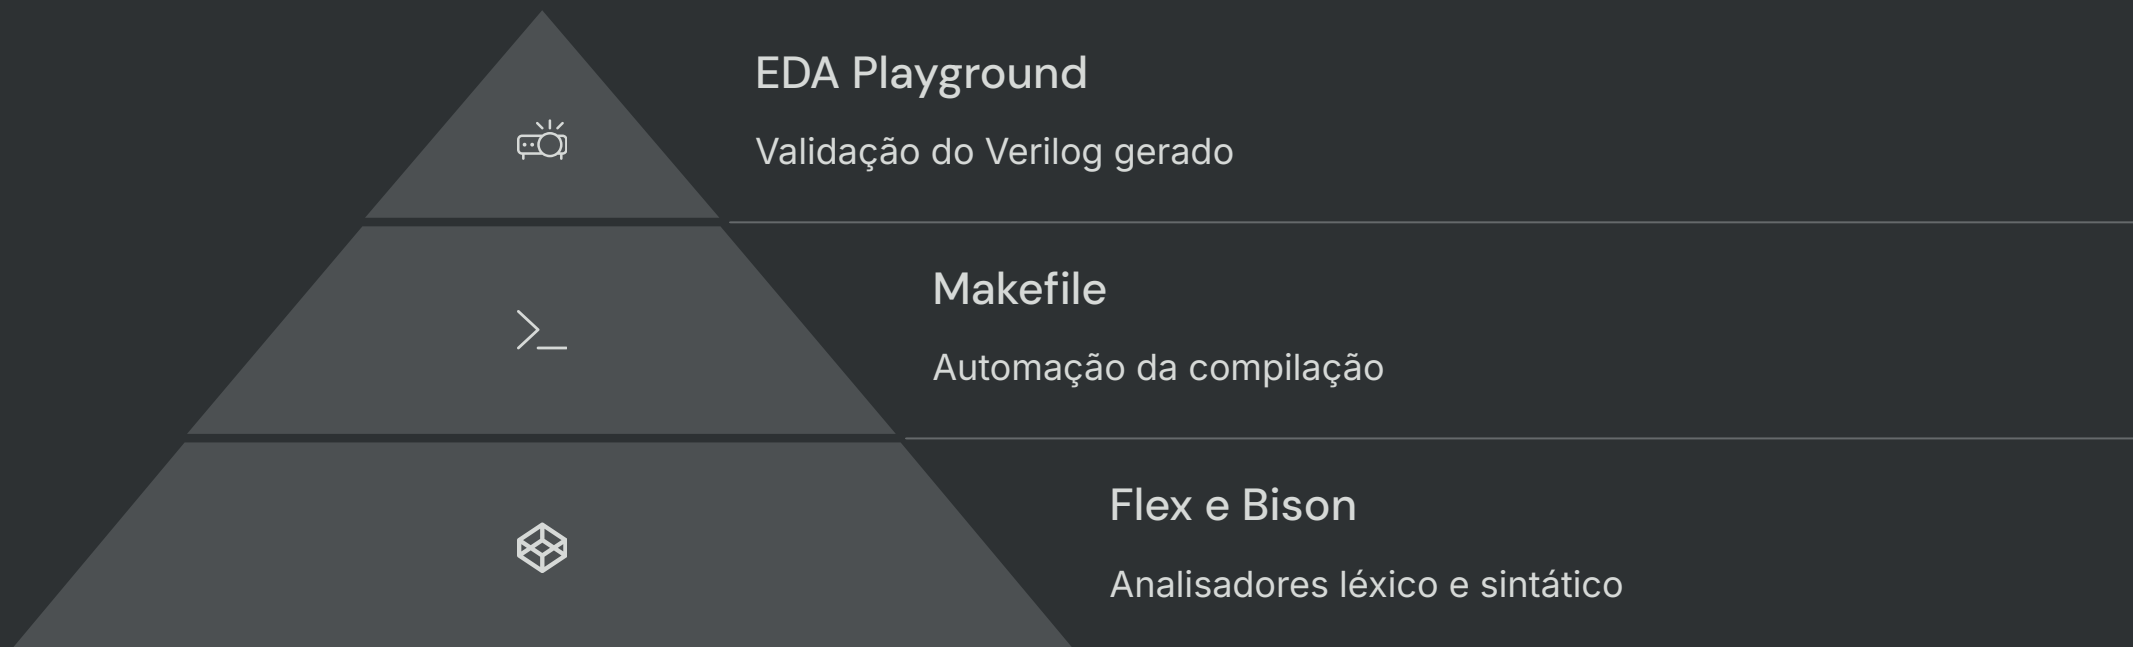 EDA Playground
Validação do Verilog gerado
Makefile
Automação da compilação
Flex e Bison
Analisadores léxico e sintático